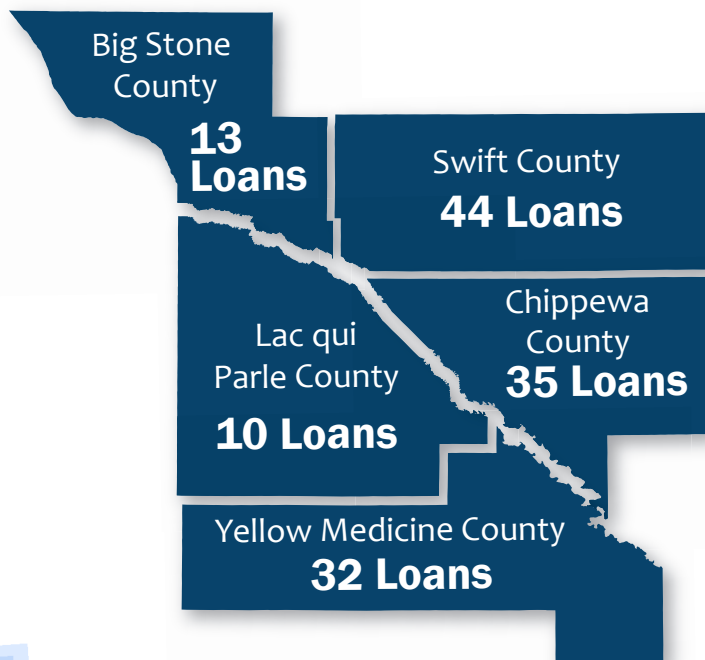 Big Stone
County
13
Loans
Swift County
44 Loans
Chippewa
County
35 Loans
Lac qui
Parle County
10 Loans
Yellow Medicine County
32 Loans